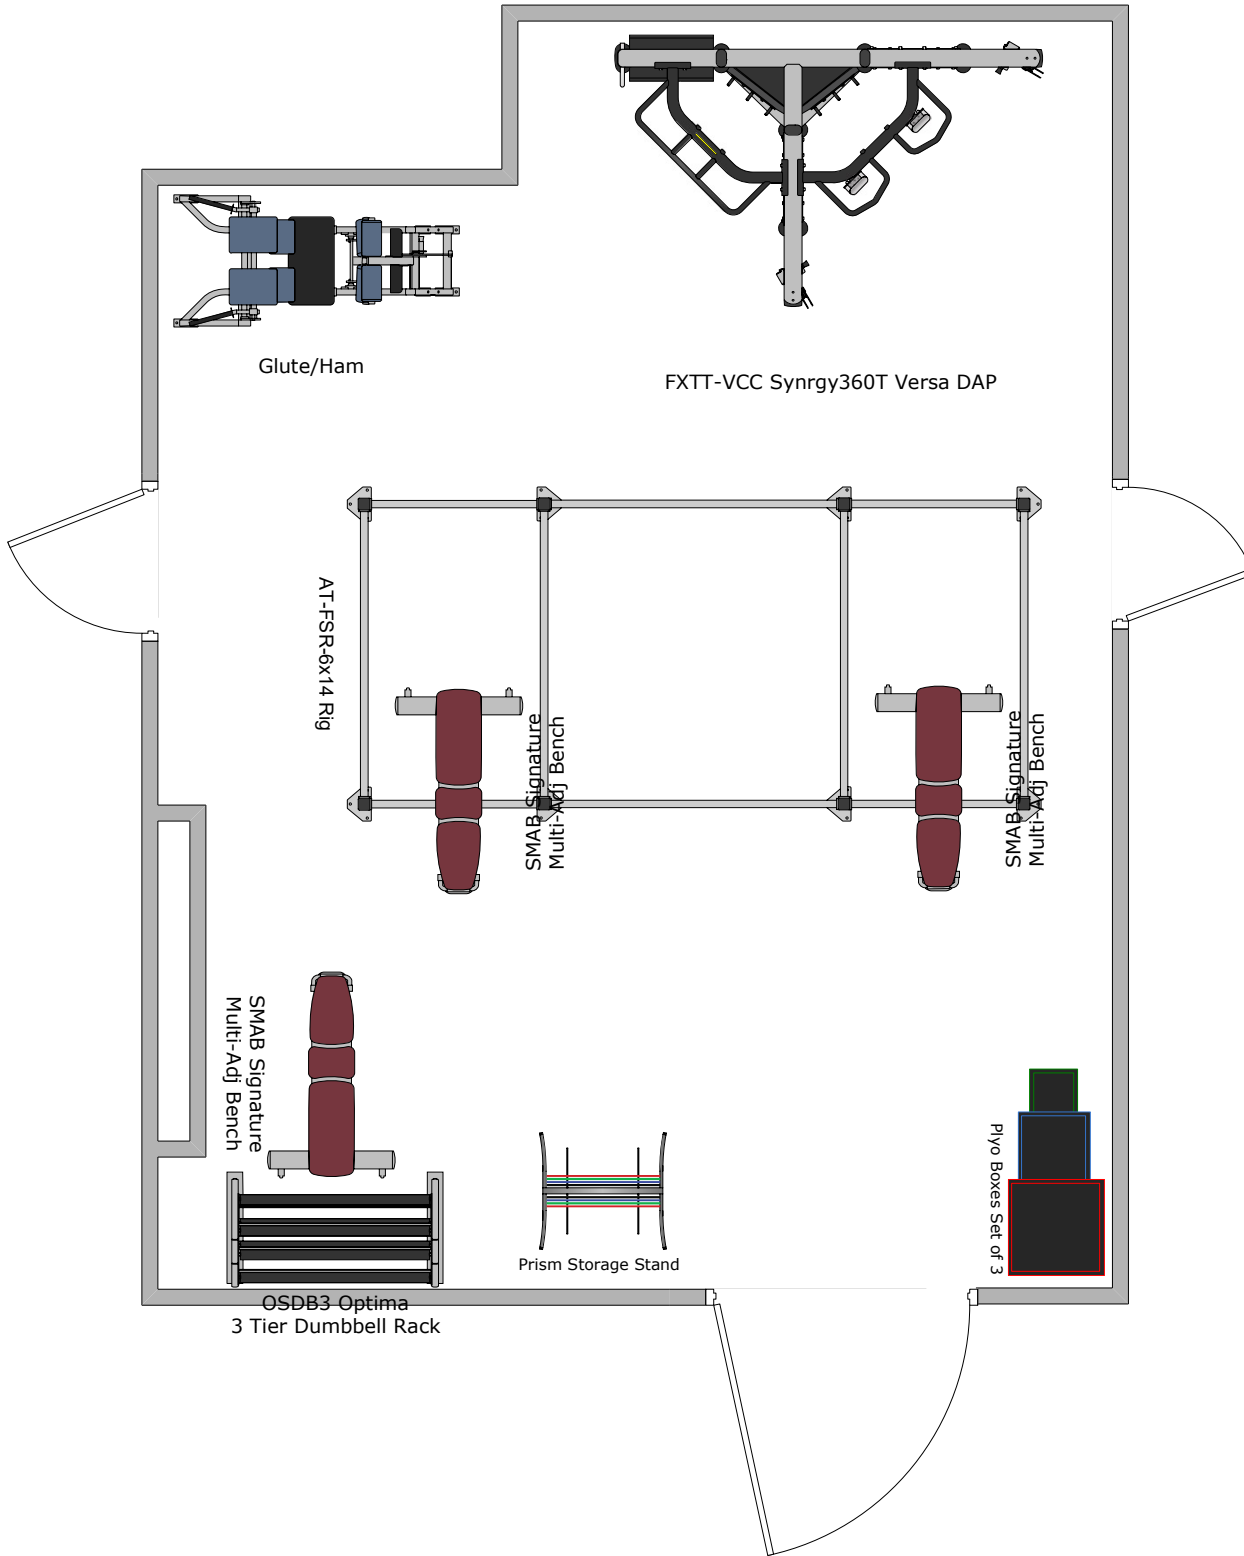 Glute/Ham
FXTT-VCC Synrgy360T Versa DAP
AT-FSR-6x14 Rig
SMAB Signature
Multi-Adj Bench
SMAB Signature
Multi-Adj Bench
SMAB Signature
Multi-Adj Bench
Plyo Boxes Set of 3
Prism Storage Stand
OSDB3 Optima
3 Tier Dumbbell Rack